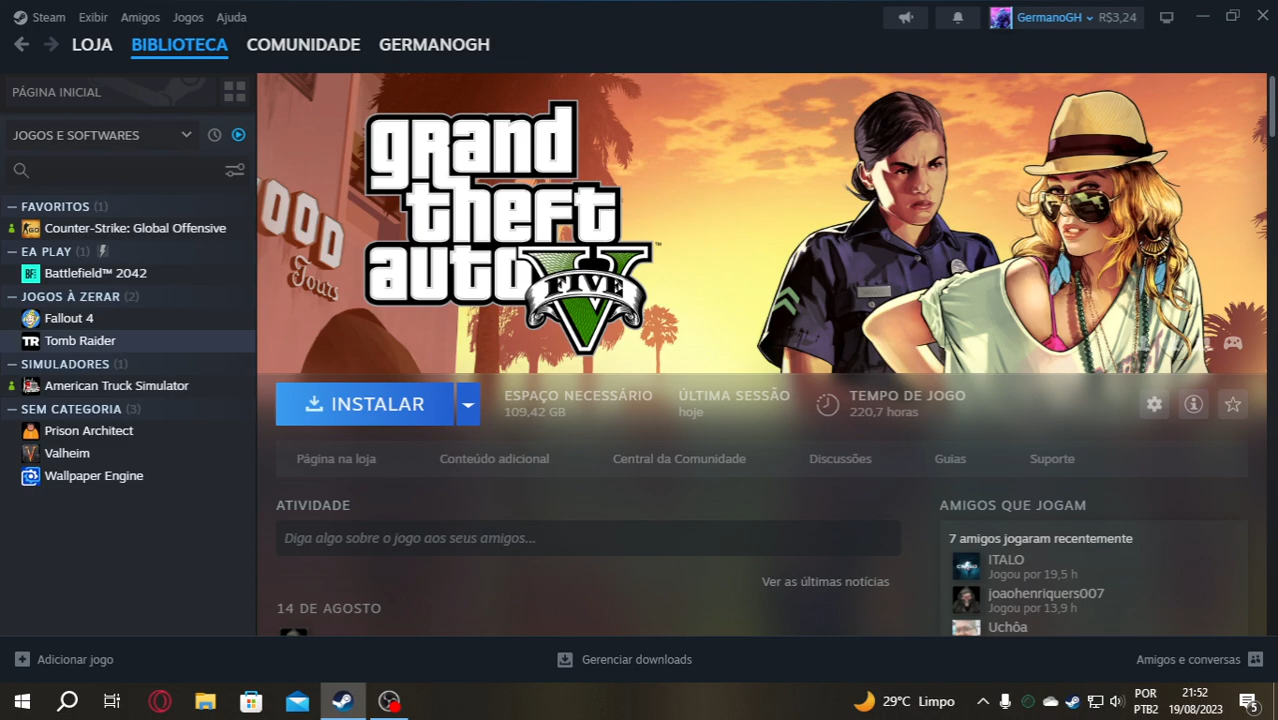 Steam Exibir Amigos Jogos Ajuda
GermanoGH R$3,24
LOJA BIBLIOTECA COMUNIDADE GERMANOGH
PÁGINA INICIAL
JOGOS E SOFTWARES
FAVORITOS (1)
Counter-Strike: Global Offensive
EA PLAY (1)
BF
Battlefield™ 2042
JOGOS À ZERAR (2)
Fallout 4
TR
Tomb Raider
SIMULADORES (1)
American Truck Simulator
SEM CATEGORIA (3)
Prison Architect
Valheim
Wallpaper Engine
OOD
Tours
grand
theft
auto V
FIVE
™
INSTALAR
ESPAÇO NECESSÁRIO
109,42 GB
ÚLTIMA SESSÃO
hoje
TEMPO DE JOGO
220,7 horas
Página na loja Conteúdo adicional Central da Comunidade Discussões Guias Suporte
ATIVIDADE
Diga algo sobre o jogo aos seus amigos...
Ver as últimas notícias
14 DE AGOSTO
AMIGOS QUE JOGAM
7 amigos jogaram recentemente
ITALO
Jogou por 19,5 h
joaohenriquers007
Jogou por 13,9 h
Uchôa
Adicionar jogo
Gerenciar downloads
Amigos e conversas
29°C Limpo
POR
PTB2
21:52
19/08/2023
5